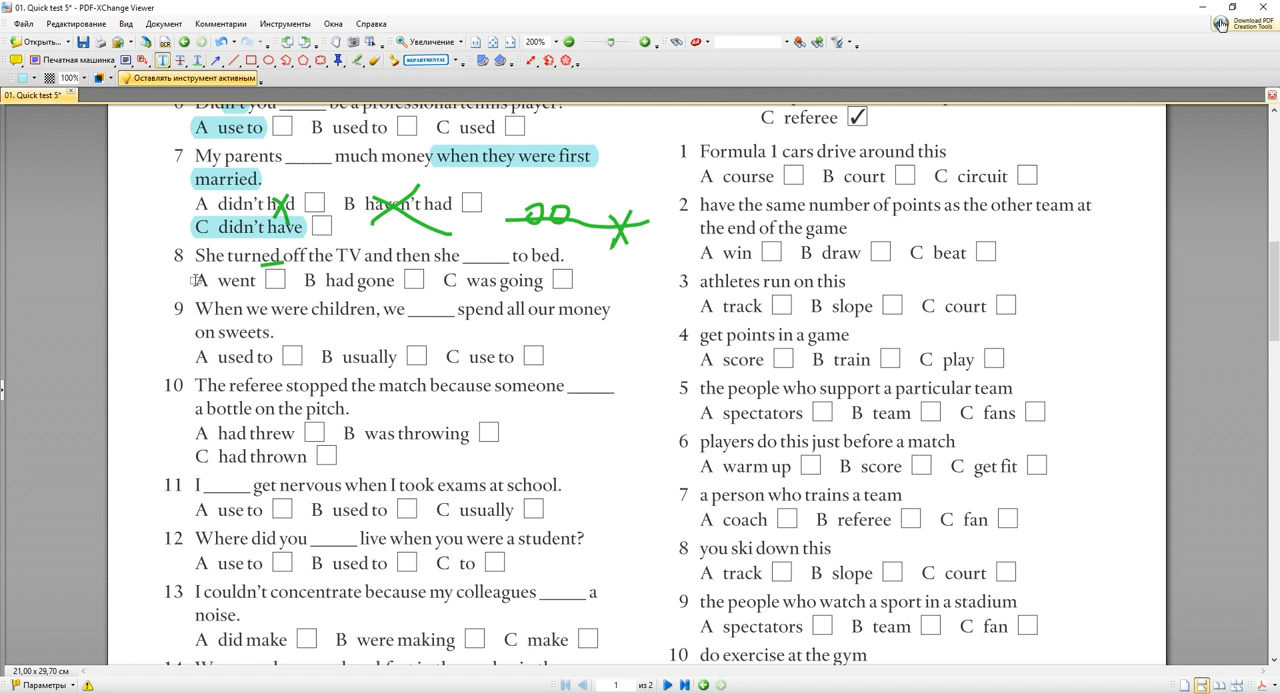 01. Quick test 5* - PDF-XChange Viewer
Файл Редактирование Вид Документ Комментарии Инструменты Окна Справка
Download PDF Creation Tools
Открыть... OCR Увеличение 200%
Печатная машинка DEPARTMENTAL
100% Оставлять инструмент активным
01. Quick test 5*
6 Didn't you _____ be a professional tennis player?
A use to B used to C used
7 My parents _____ much money when they were first
married.
A didn't had B haven't had
C didn't have
8 She turned off the TV and then she _____ to bed.
A went B had gone C was going
9 When we were children, we _____ spend all our money
on sweets.
A used to B usually C use to
10 The referee stopped the match because someone _____
a bottle on the pitch.
A had threw B was throwing
C had thrown
11 I _____ get nervous when I took exams at school.
A use to B used to C usually
12 Where did you _____ live when you were a student?
A use to B used to C to
13 I couldn't concentrate because my colleagues _____ a
noise.
A did make B were making C make
C referee ✓
1 Formula 1 cars drive around this
A course B court C circuit
2 have the same number of points as the other team at
the end of the game
A win B draw C beat
3 athletes run on this
A track B slope C court
4 get points in a game
A score B train C play
5 the people who support a particular team
A spectators B team C fans
6 players do this just before a match
A warm up B score C get fit
7 a person who trains a team
A coach B referee C fan
8 you ski down this
A track B slope C court
9 the people who watch a sport in a stadium
A spectators B team C fan
10 do exercise at the gym
21,00 x 29,70 см
Параметры 1 из 2